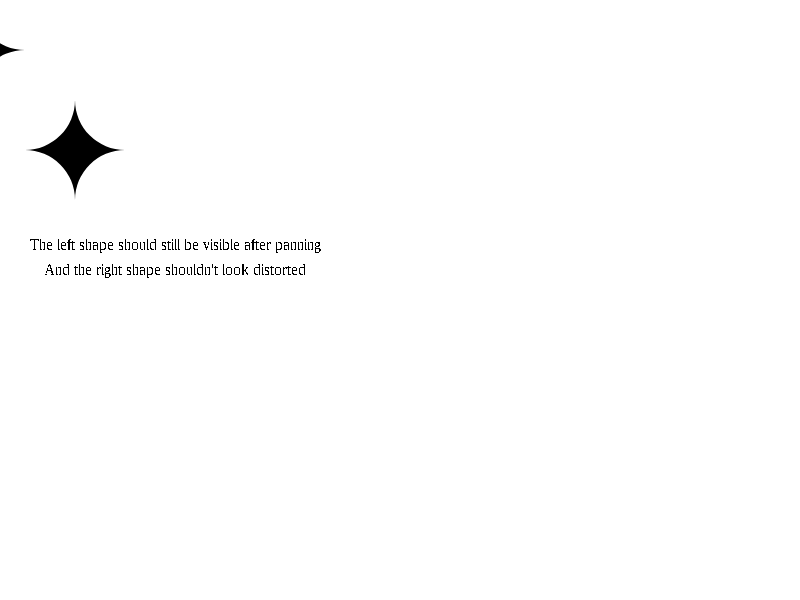 The left shape should still be visible after panning
And the right shape shouldn't look distorted